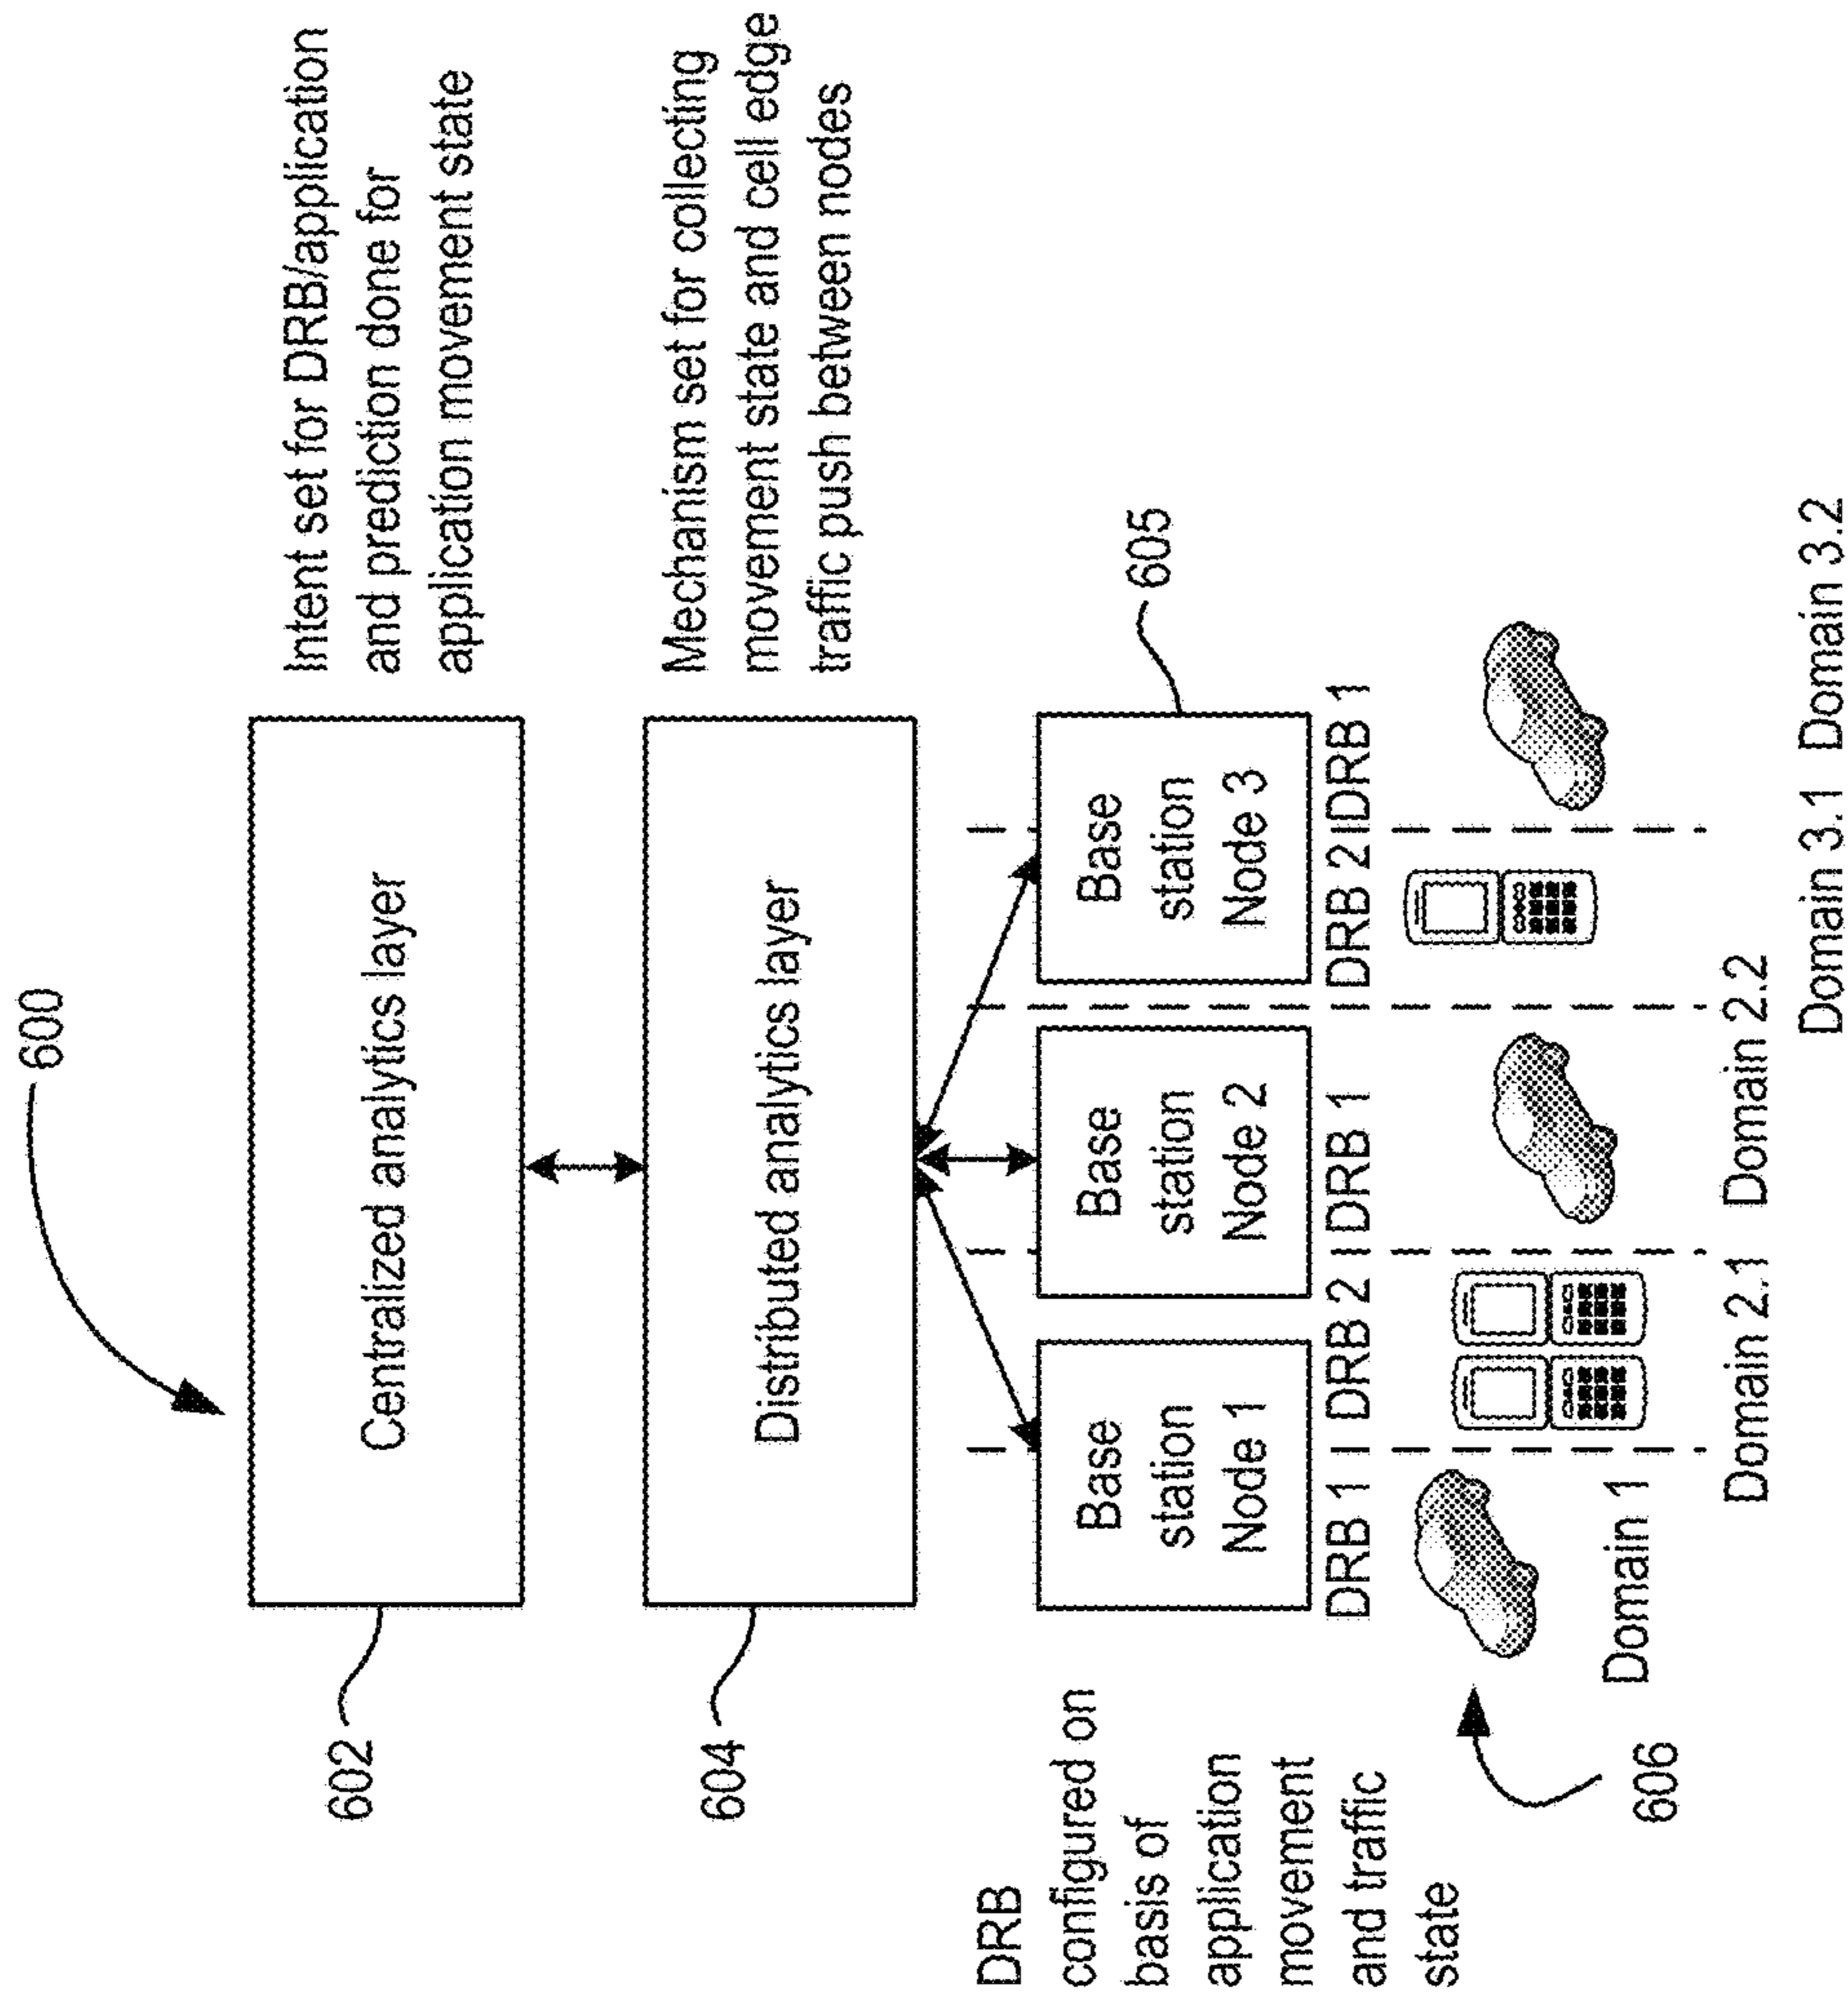 600
602
Centralized analytics layer
Intent set for DRB/application
and prediction done for
application movement state
604
Distributed analytics layer
Mechanism set for collecting
movement state and cell edge
traffic push between nodes
DRB
configured on
basis of
application
movement
and traffic
state
Base
station
Node 1
Base
station
Node 2
Base
station
Node 3
605
DRB 1
DRB 2
DRB 1
DRB 2
DRB 1
606
Domain 1
Domain 2.1
Domain 2.2
Domain 3.1
Domain 3.2